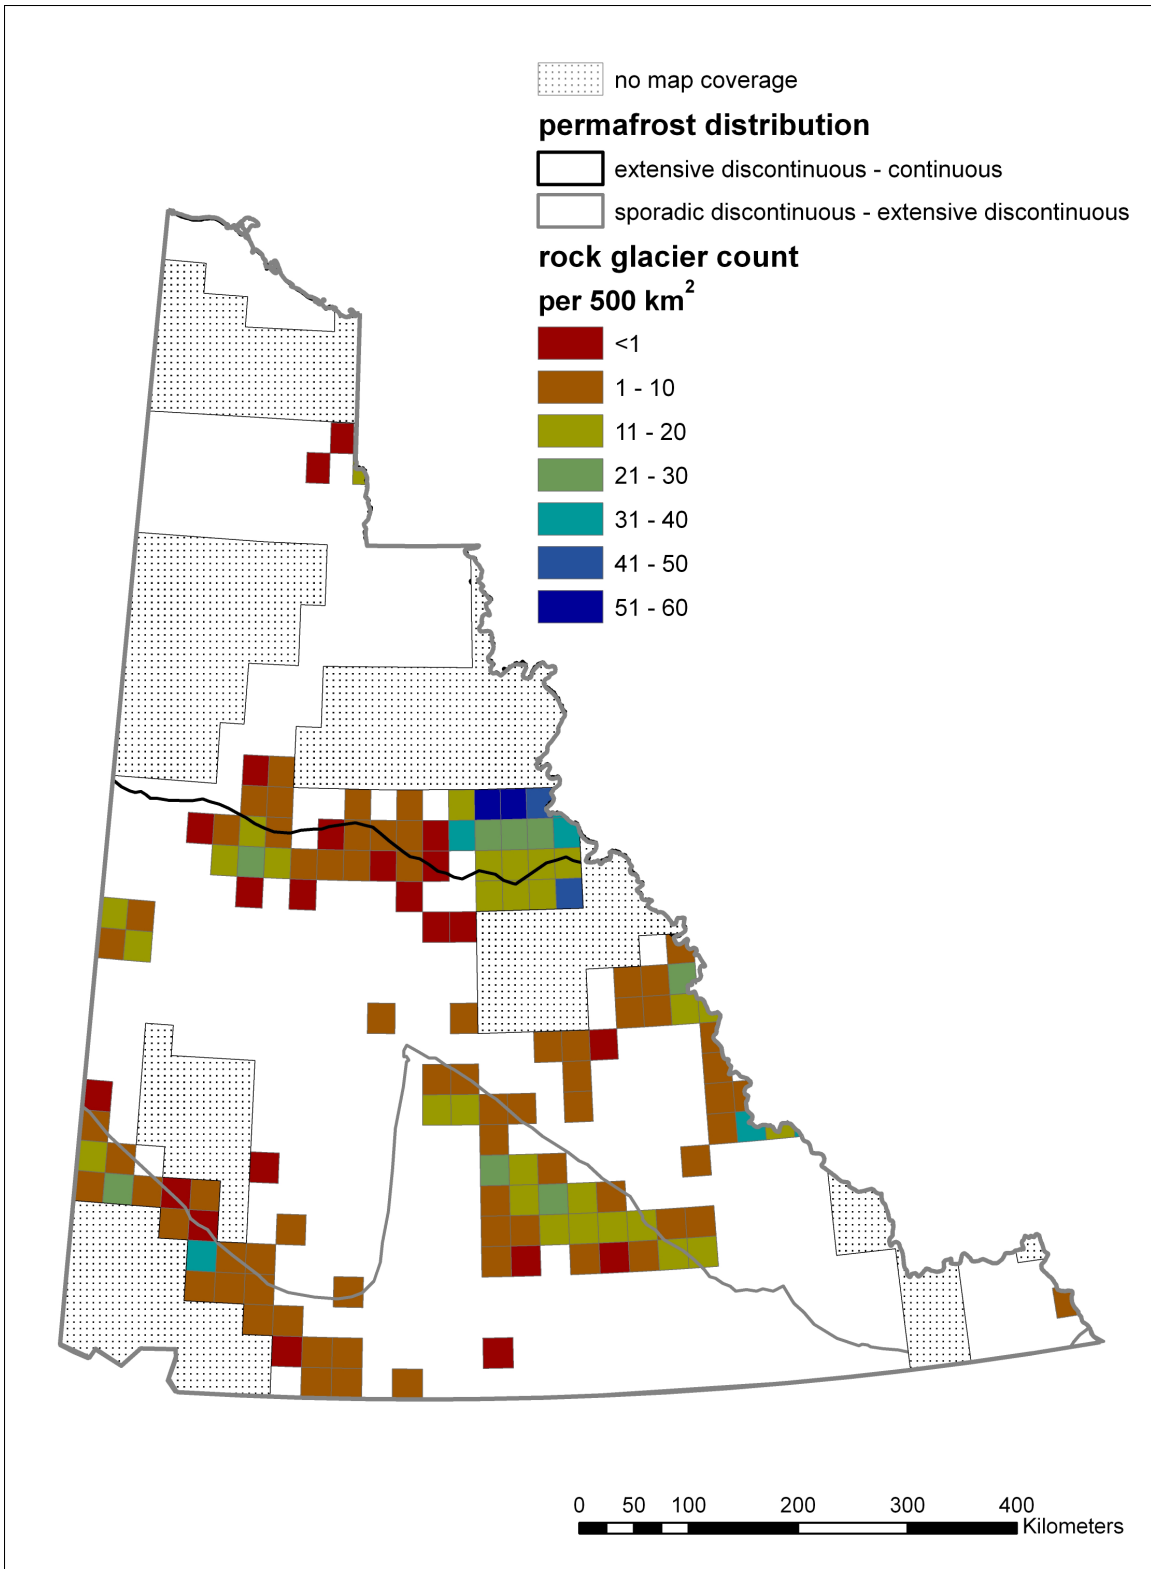 no map coverage
permafrost distribution
extensive discontinuous - continuous
sporadic discontinuous - extensive discontinuous
rock glacier count
per 500 km²
<1
1 - 10
11 - 20
21 - 30
31 - 40
41 - 50
51 - 60
0 50 100 200 300 400
Kilometers